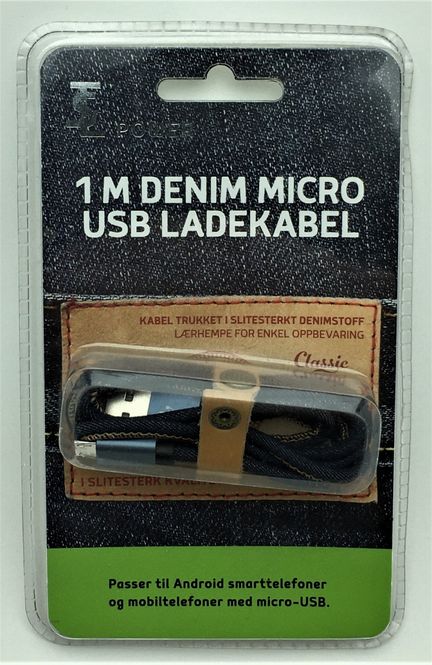 POWER
1 M DENIM MICRO
USB LADEKABEL
KABEL TRUKKET I SLITESTERKT DENIMSTOFF
LÆRHEMPE FOR ENKEL OPPBEVARING
Classic
I SLITESTERK
Passer til Android smarttelefoner
og mobiltelefoner med micro-USB.